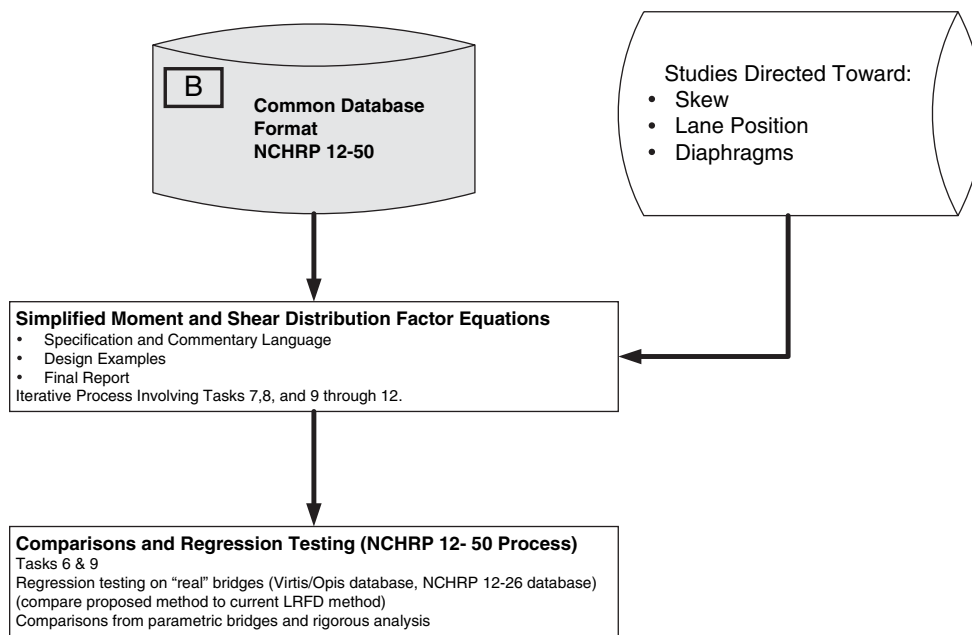 B
Common Database
Format
NCHRP 12-50
Studies Directed Toward:
• Skew
• Lane Position
• Diaphragms
Simplified Moment and Shear Distribution Factor Equations
• Specification and Commentary Language
• Design Examples
• Final Report
Iterative Process Involving Tasks 7,8, and 9 through 12.
Comparisons and Regression Testing (NCHRP 12- 50 Process)
Tasks 6 & 9
Regression testing on “real” bridges (Virtis/Opis database, NCHRP 12-26 database)
(compare proposed method to current LRFD method)
Comparisons from parametric bridges and rigorous analysis